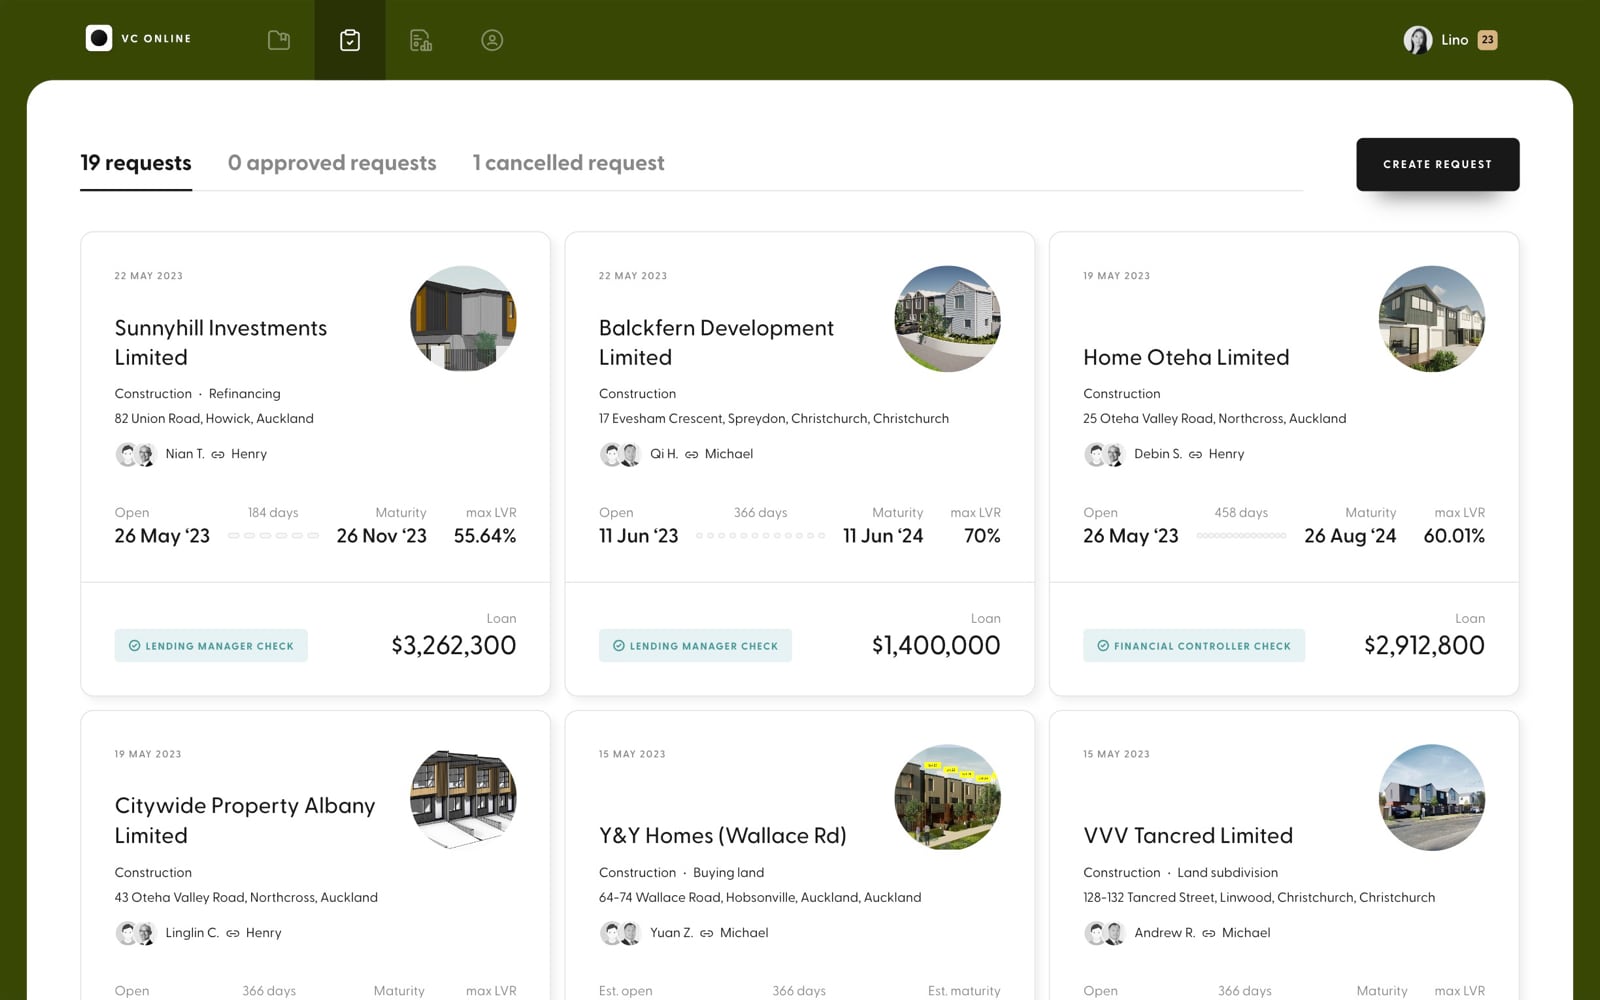 VC ONLINE
Lino 23
19 requests
0 approved requests
1 cancelled request
CREATE REQUEST
22 MAY 2023
Sunnyhill Investments
Limited
Construction · Refinancing
82 Union Road, Howick, Auckland
Nian T. Henry
Open 184 days Maturity max LVR
26 May ‘23 26 Nov ‘23 55.64%
Loan
LENDING MANAGER CHECK $3,262,300
22 MAY 2023
Balckfern Development
Limited
Construction
17 Evesham Crescent, Spreydon, Christchurch, Christchurch
Qi H. Michael
Open 366 days Maturity max LVR
11 Jun ‘23 11 Jun ‘24 70%
Loan
LENDING MANAGER CHECK $1,400,000
19 MAY 2023
Home Oteha Limited
Construction
25 Oteha Valley Road, Northcross, Auckland
Debin S. Henry
Open 458 days Maturity max LVR
26 May ‘23 26 Aug ‘24 60.01%
Loan
FINANCIAL CONTROLLER CHECK $2,912,800
19 MAY 2023
Citywide Property Albany
Limited
Construction
43 Oteha Valley Road, Northcross, Auckland
Linglin C. Henry
Open 366 days Maturity max LVR
15 MAY 2023
Y&Y Homes (Wallace Rd)
Construction · Buying land
64-74 Wallace Road, Hobsonville, Auckland, Auckland
Yuan Z. Michael
Est. open 366 days Est. maturity
15 MAY 2023
VVV Tancred Limited
Construction · Land subdivision
128-132 Tancred Street, Linwood, Christchurch, Christchurch
Andrew R. Michael
Open 366 days Maturity max LVR